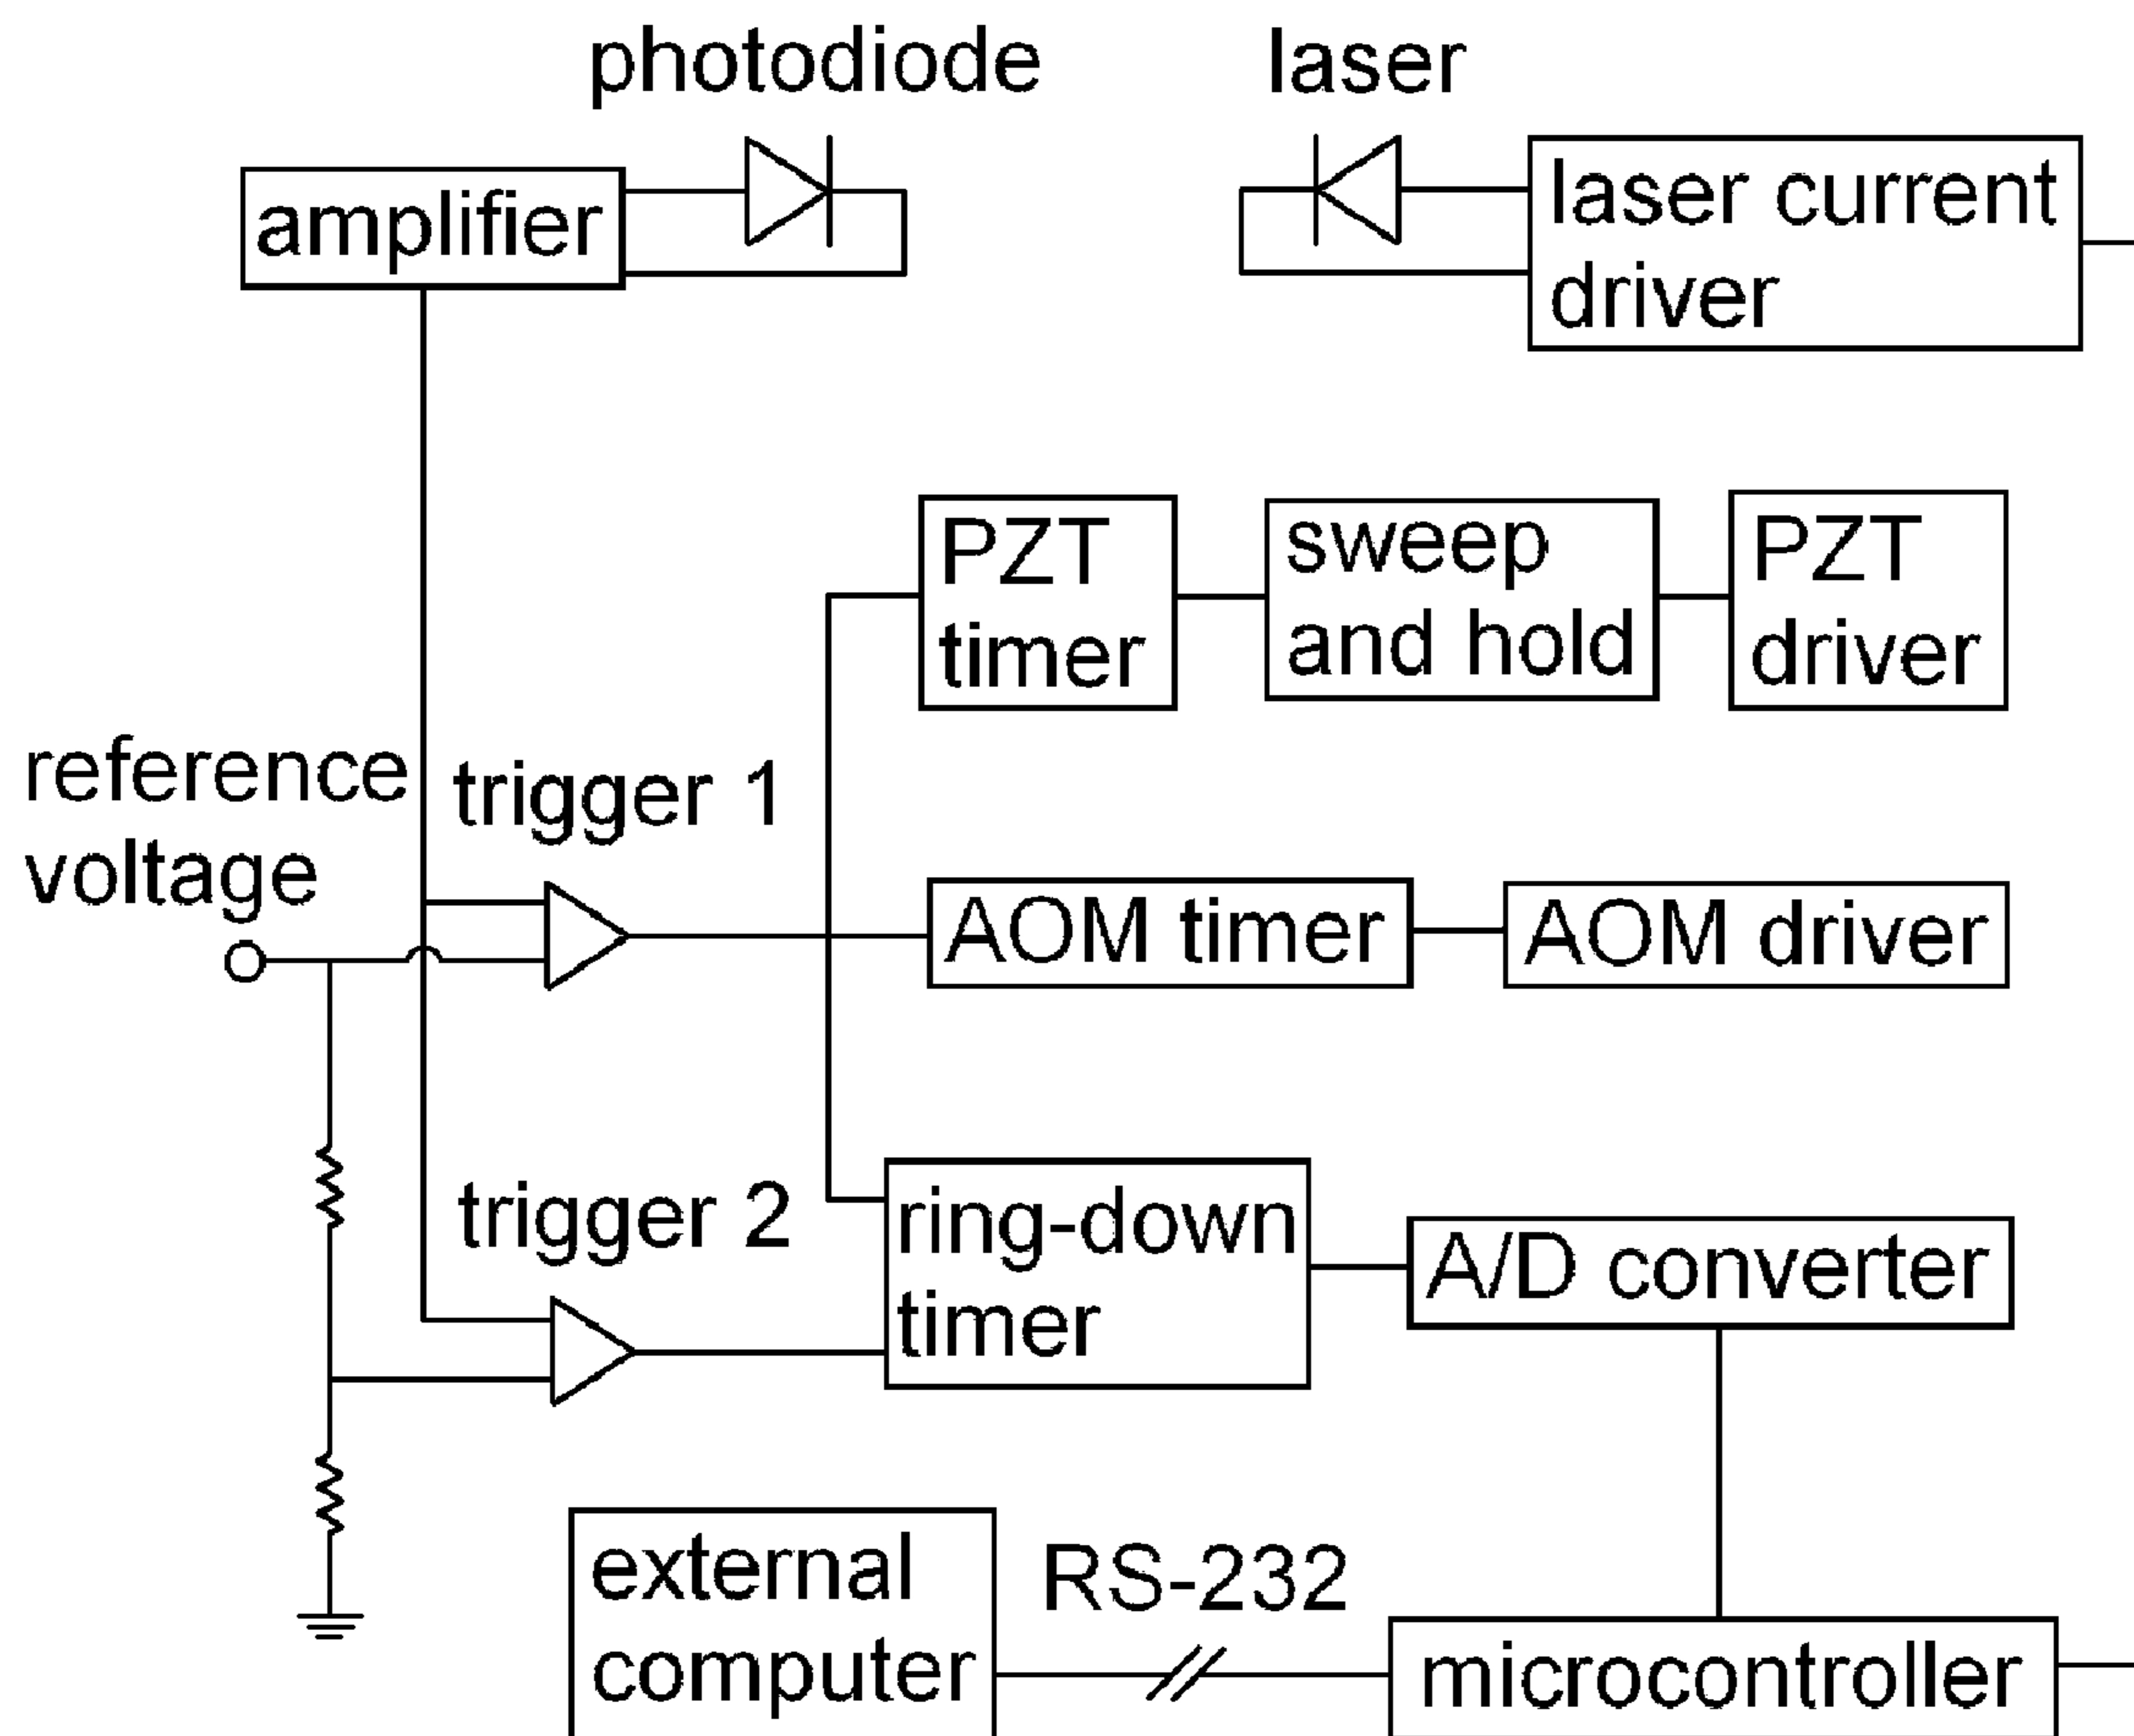 photodiode
laser
amplifier
laser current
driver
PZT
timer
sweep
and hold
PZT
driver
reference
voltage
trigger 1
AOM timer
AOM driver
trigger 2
ring-down
timer
A/D converter
external
computer
RS-232
microcontroller